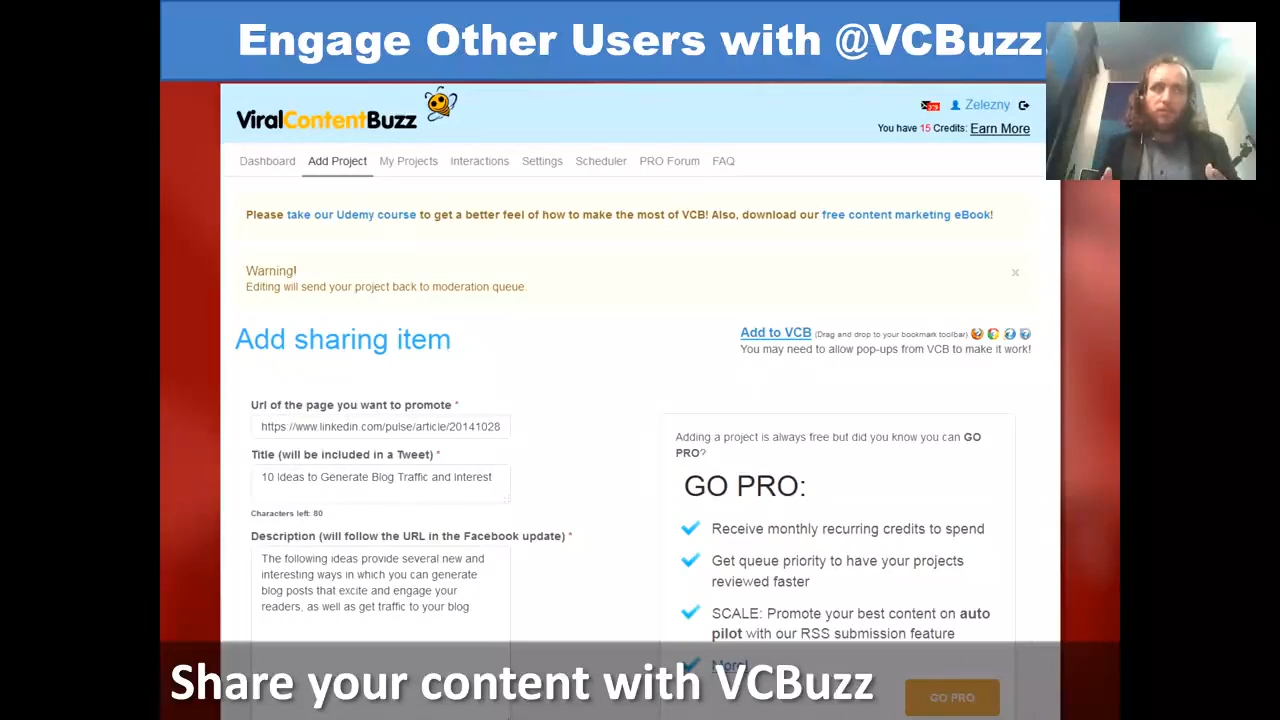 Engage Other Users with @VCBuzz
ViralContentBuzz
Zelezny
You have 15 Credits: Earn More
Dashboard Add Project My Projects Interactions Settings Scheduler PRO Forum FAQ
Please take our Udemy course to get a better feel of how to make the most of VCB! Also, download our free content marketing eBook!
Warning!
Editing will send your project back to moderation queue.
x
Add sharing item
Add to VCB (Drag and drop to your bookmark toolbar)
You may need to allow pop-ups from VCB to make it work!
Url of the page you want to promote *
https://www.linkedin.com/pulse/article/20141028
Title (will be included in a Tweet) *
10 Ideas to Generate Blog Traffic and Interest
Characters left: 80
Description (will follow the URL in the Facebook update) *
The following ideas provide several new and
interesting ways in which you can generate
blog posts that excite and engage your
readers, as well as get traffic to your blog
Adding a project is always free but did you know you can GO
PRO?
GO PRO:
Receive monthly recurring credits to spend
Get queue priority to have your projects
reviewed faster
SCALE: Promote your best content on auto
pilot with our RSS submission feature
More!
GO PRO
Share your content with VCBuzz